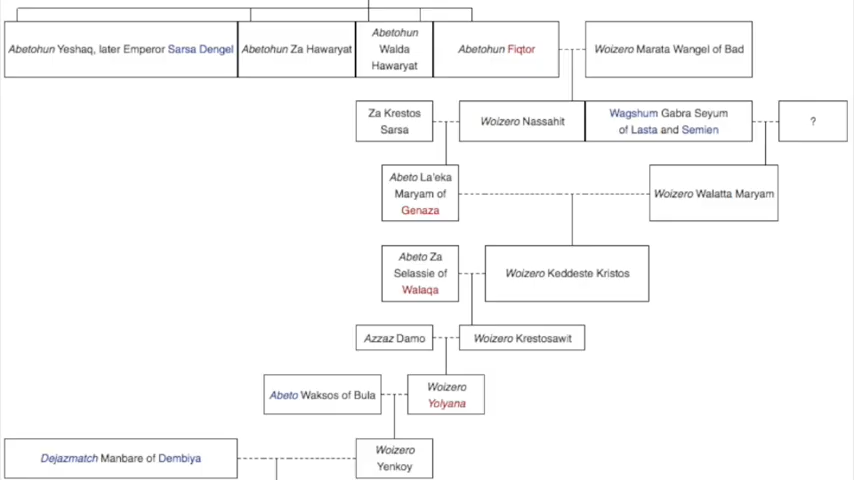 Abetohun Yeshaq, later Emperor Sarsa Dengel
Abetohun Za Hawaryat
Abetohun
Walda
Hawaryat
Abetohun Fiqtor
Woizero Marata Wangel of Bad
Za Krestos
Sarsa
Woizero Nassahit
Wagshum Gabra Seyum
of Lasta and Semien
?
Abeto La'eka
Maryam of
Genaza
Woizero Walatta Maryam
Abeto Za
Selassie of
Walaqa
Woizero Keddeste Kristos
Azzaz Damo
Woizero Krestosawit
Abeto Waksos of Bula
Woizero
Yolyana
Dejazmatch Manbare of Dembiya
Woizero
Yenkoy